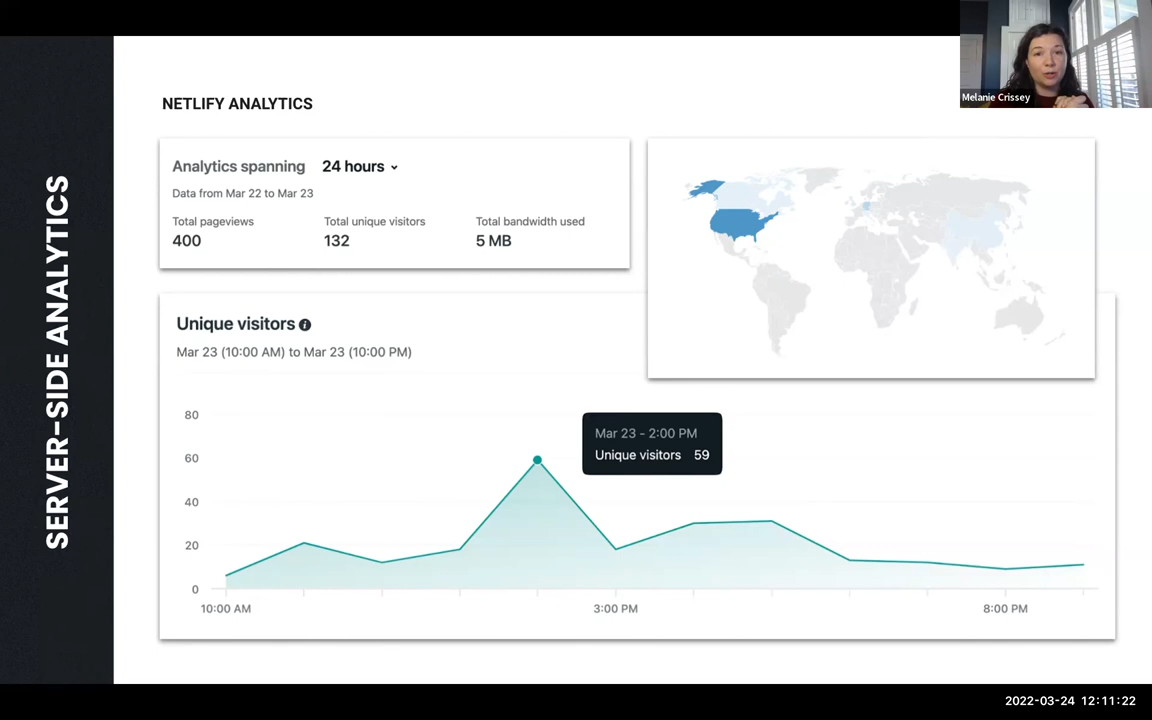 SERVER-SIDE ANALYTICS
NETLIFY ANALYTICS
Melanie Crissey
Analytics spanning 24 hours
Data from Mar 22 to Mar 23
Total pageviews Total unique visitors Total bandwidth used
400 132 5 MB
Unique visitors
Mar 23 (10:00 AM) to Mar 23 (10:00 PM)
80
60
40
20
0
Mar 23 - 2:00 PM
Unique visitors 59
10:00 AM 3:00 PM 8:00 PM
2022-03-24 12:11:22